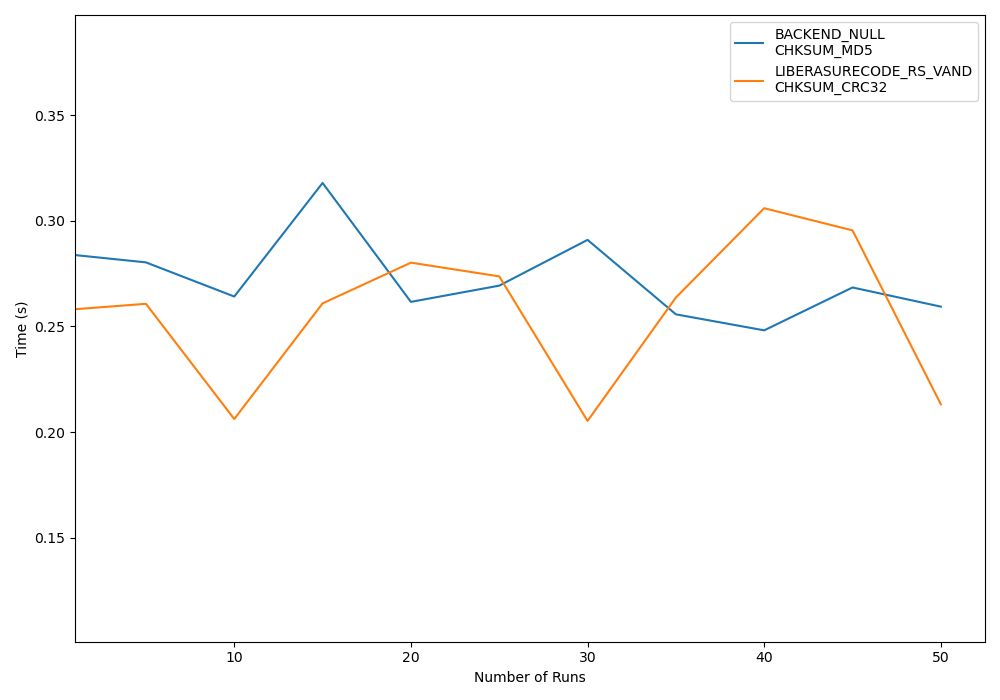 BACKEND_NULL
CHKSUM_MD5
LIBERASURECODE_RS_VAND
CHKSUM_CRC32
0.35
0.30
0.25
0.20
0.15
Time (s)
10 20 30 40 50
Number of Runs